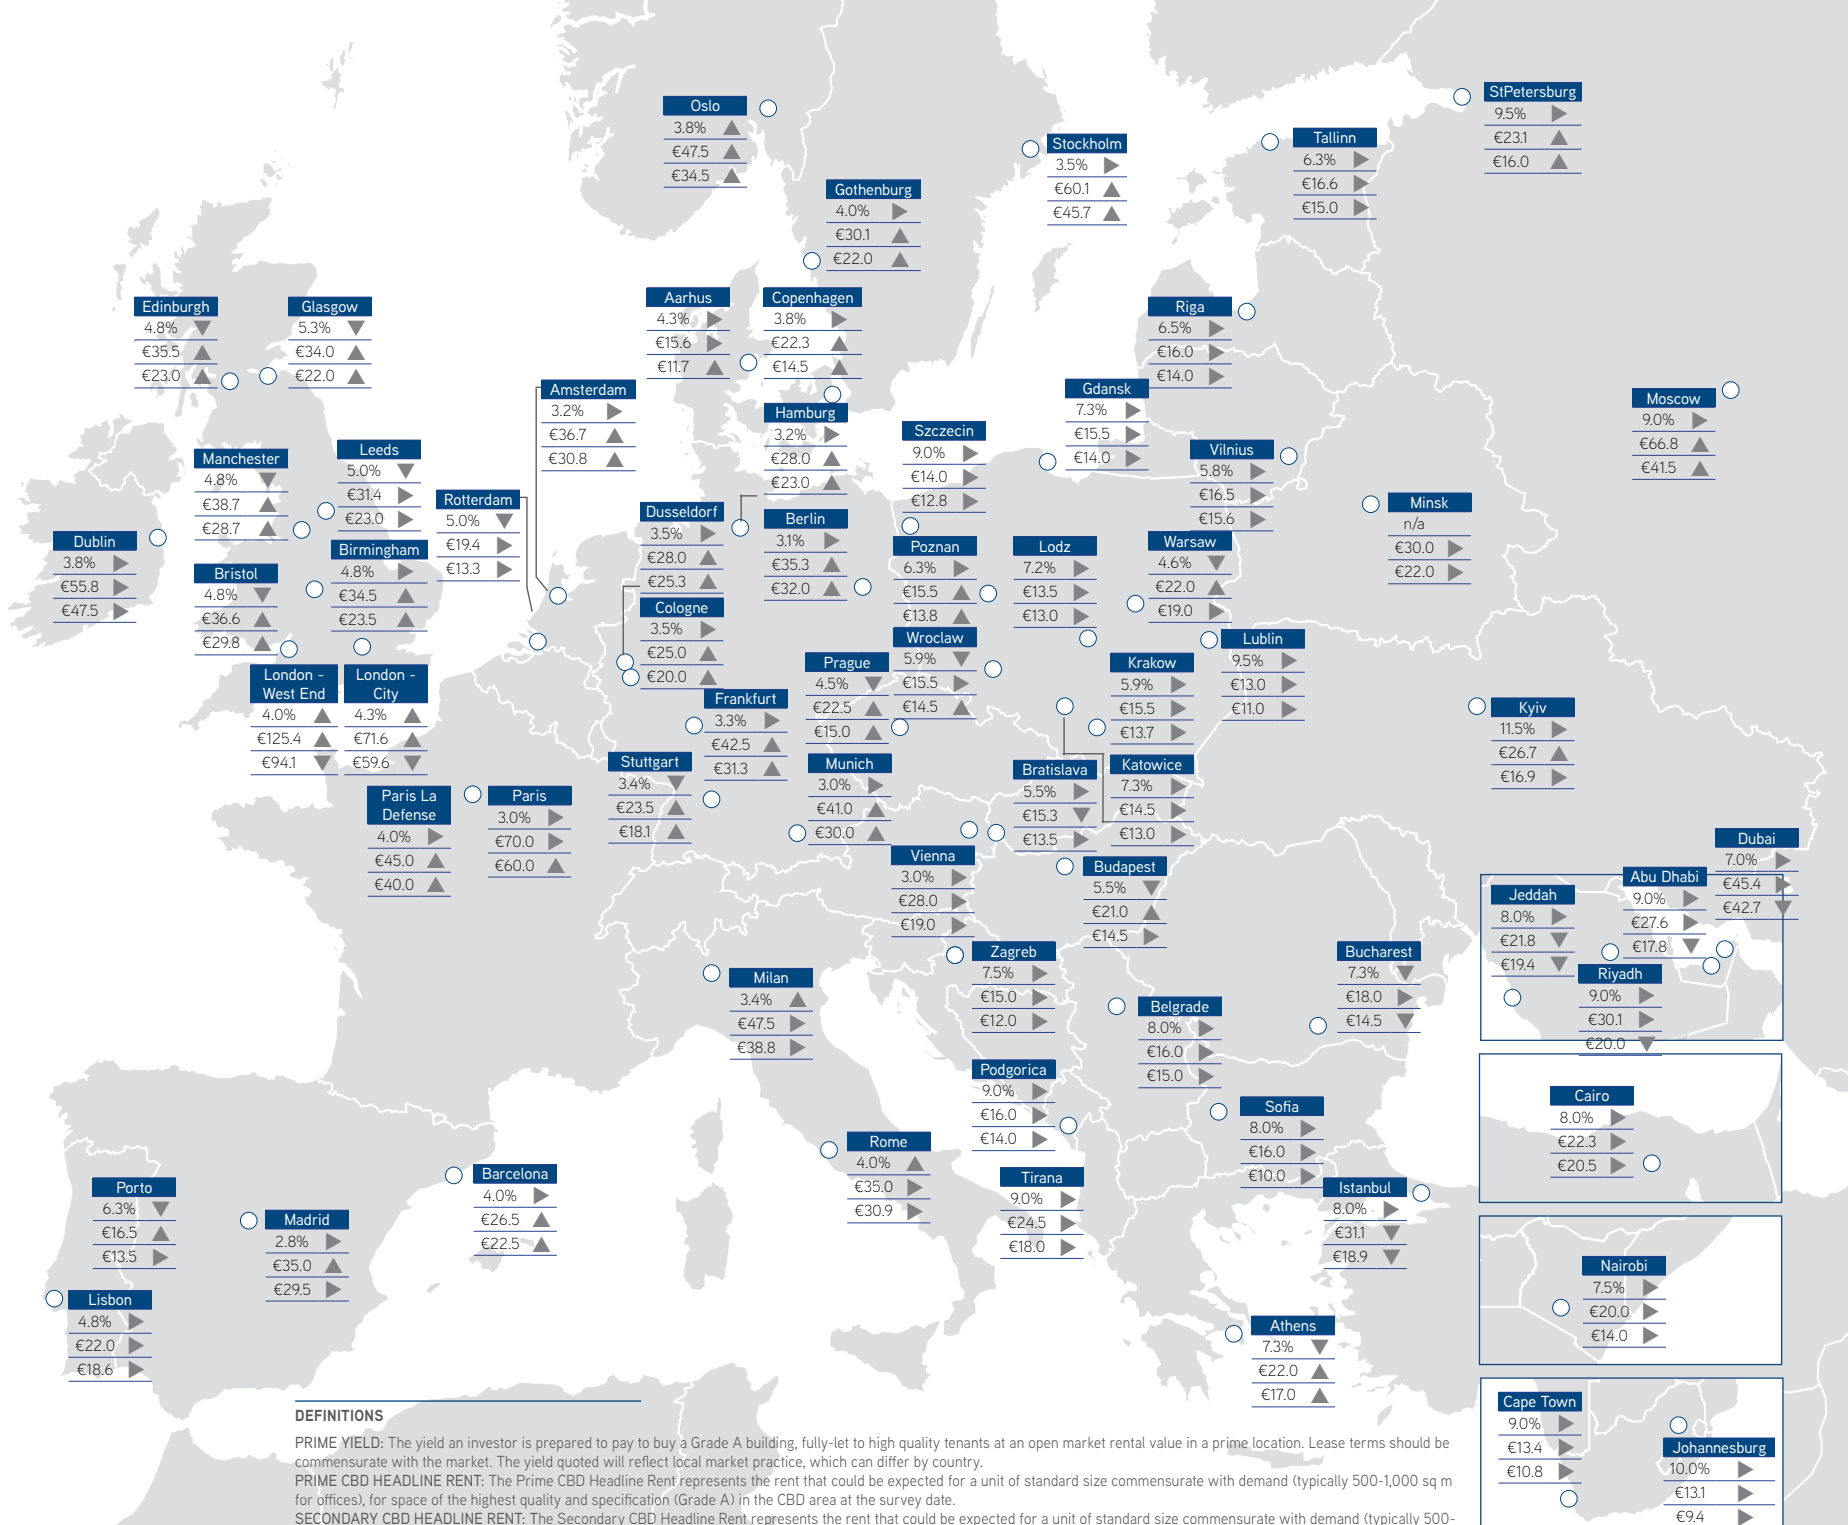 Oslo
3.8%
€47.5
€34.5
StPetersburg
9.5%
€23.1
€16.0
Stockholm
3.5%
€60.1
€45.7
Tallinn
6.3%
€16.6
€15.0
Gothenburg
4.0%
€30.1
€22.0
Edinburgh
4.8%
€35.5
€23.0
Glasgow
5.3%
€34.0
€22.0
Aarhus
4.3%
€15.6
€11.7
Copenhagen
3.8%
€22.3
€14.5
Riga
6.5%
€16.0
€14.0
Amsterdam
3.2%
€36.7
€30.8
Hamburg
3.2%
€28.0
€23.0
Gdansk
7.3%
€15.5
€14.0
Moscow
9.0%
€66.8
€41.5
Szczecin
9.0%
€14.0
€12.8
Vilnius
5.8%
€16.5
€15.6
Manchester
4.8%
€38.7
€28.7
Leeds
5.0%
€31.4
€23.0
Rotterdam
5.0%
€19.4
€13.3
Dusseldorf
3.5%
€28.0
€25.3
Berlin
3.1%
€35.3
€32.0
Minsk
n/a
€30.0
€22.0
Dublin
3.8%
€55.8
€47.5
Bristol
4.8%
€36.6
€29.8
Birmingham
4.8%
€34.5
€23.5
Poznan
6.3%
€15.5
€13.8
Lodz
7.2%
€13.5
€13.0
Warsaw
4.6%
€22.0
€19.0
Cologne
3.5%
€25.0
€20.0
Wroclaw
5.9%
€15.5
€14.5
Lublin
9.5%
€13.0
€11.0
London -
West End
4.0%
€125.4
€94.1
London -
City
4.3%
€71.6
€59.6
Prague
4.5%
€22.5
€15.0
Krakow
5.9%
€15.5
€13.7
Frankfurt
3.3%
€42.5
€31.3
Kyiv
11.5%
€26.7
€16.9
Stuttgart
3.4%
€23.5
€18.1
Munich
3.0%
€41.0
€30.0
Bratislava
5.5%
€15.3
€13.5
Katowice
7.3%
€14.5
€13.0
Paris La
Defense
4.0%
€45.0
€40.0
Paris
3.0%
€70.0
€60.0
Vienna
3.0%
€28.0
€19.0
Budapest
5.5%
€21.0
€14.5
Dubai
7.0%
€45.4
€42.7
Abu Dhabi
9.0%
€27.6
€17.8
Jeddah
8.0%
€21.8
€19.4
Riyadh
9.0%
€30.1
€20.0
Zagreb
7.5%
€15.0
€12.0
Bucharest
7.3%
€18.0
€14.5
Milan
3.4%
€47.5
€38.8
Belgrade
8.0%
€16.0
€15.0
Podgorica
9.0%
€16.0
€14.0
Sofia
8.0%
€16.0
€10.0
Cairo
8.0%
€22.3
€20.5
Rome
4.0%
€35.0
€30.9
Tirana
9.0%
€24.5
€18.0
Istanbul
8.0%
€31.1
€18.9
Barcelona
4.0%
€26.5
€22.5
Porto
6.3%
€16.5
€13.5
Madrid
2.8%
€35.0
€29.5
Lisbon
4.8%
€22.0
€18.6
Nairobi
7.5%
€20.0
€14.0
Athens
7.3%
€22.0
€17.0
Cape Town
9.0%
€13.4
€10.8
Johannesburg
10.0%
€13.1
€9.4
DEFINITIONS
PRIME YIELD: The yield an investor is prepared to pay to buy a Grade A building, fully-let to high quality tenants at an open market rental value in a prime location. Lease terms should be
commensurate with the market. The yield quoted will reflect local market practice, which can differ by country.
PRIME CBD HEADLINE RENT: The Prime CBD Headline Rent represents the rent that could be expected for a unit of standard size commensurate with demand (typically 500-1,000 sq m
for offices), for space of the highest quality and specification (Grade A) in the CBD area at the survey date.
SECONDARY CBD HEADLINE RENT: The Secondary CBD Headline Rent represents the rent that could be expected for a unit of standard size commensurate with demand (typically 500-